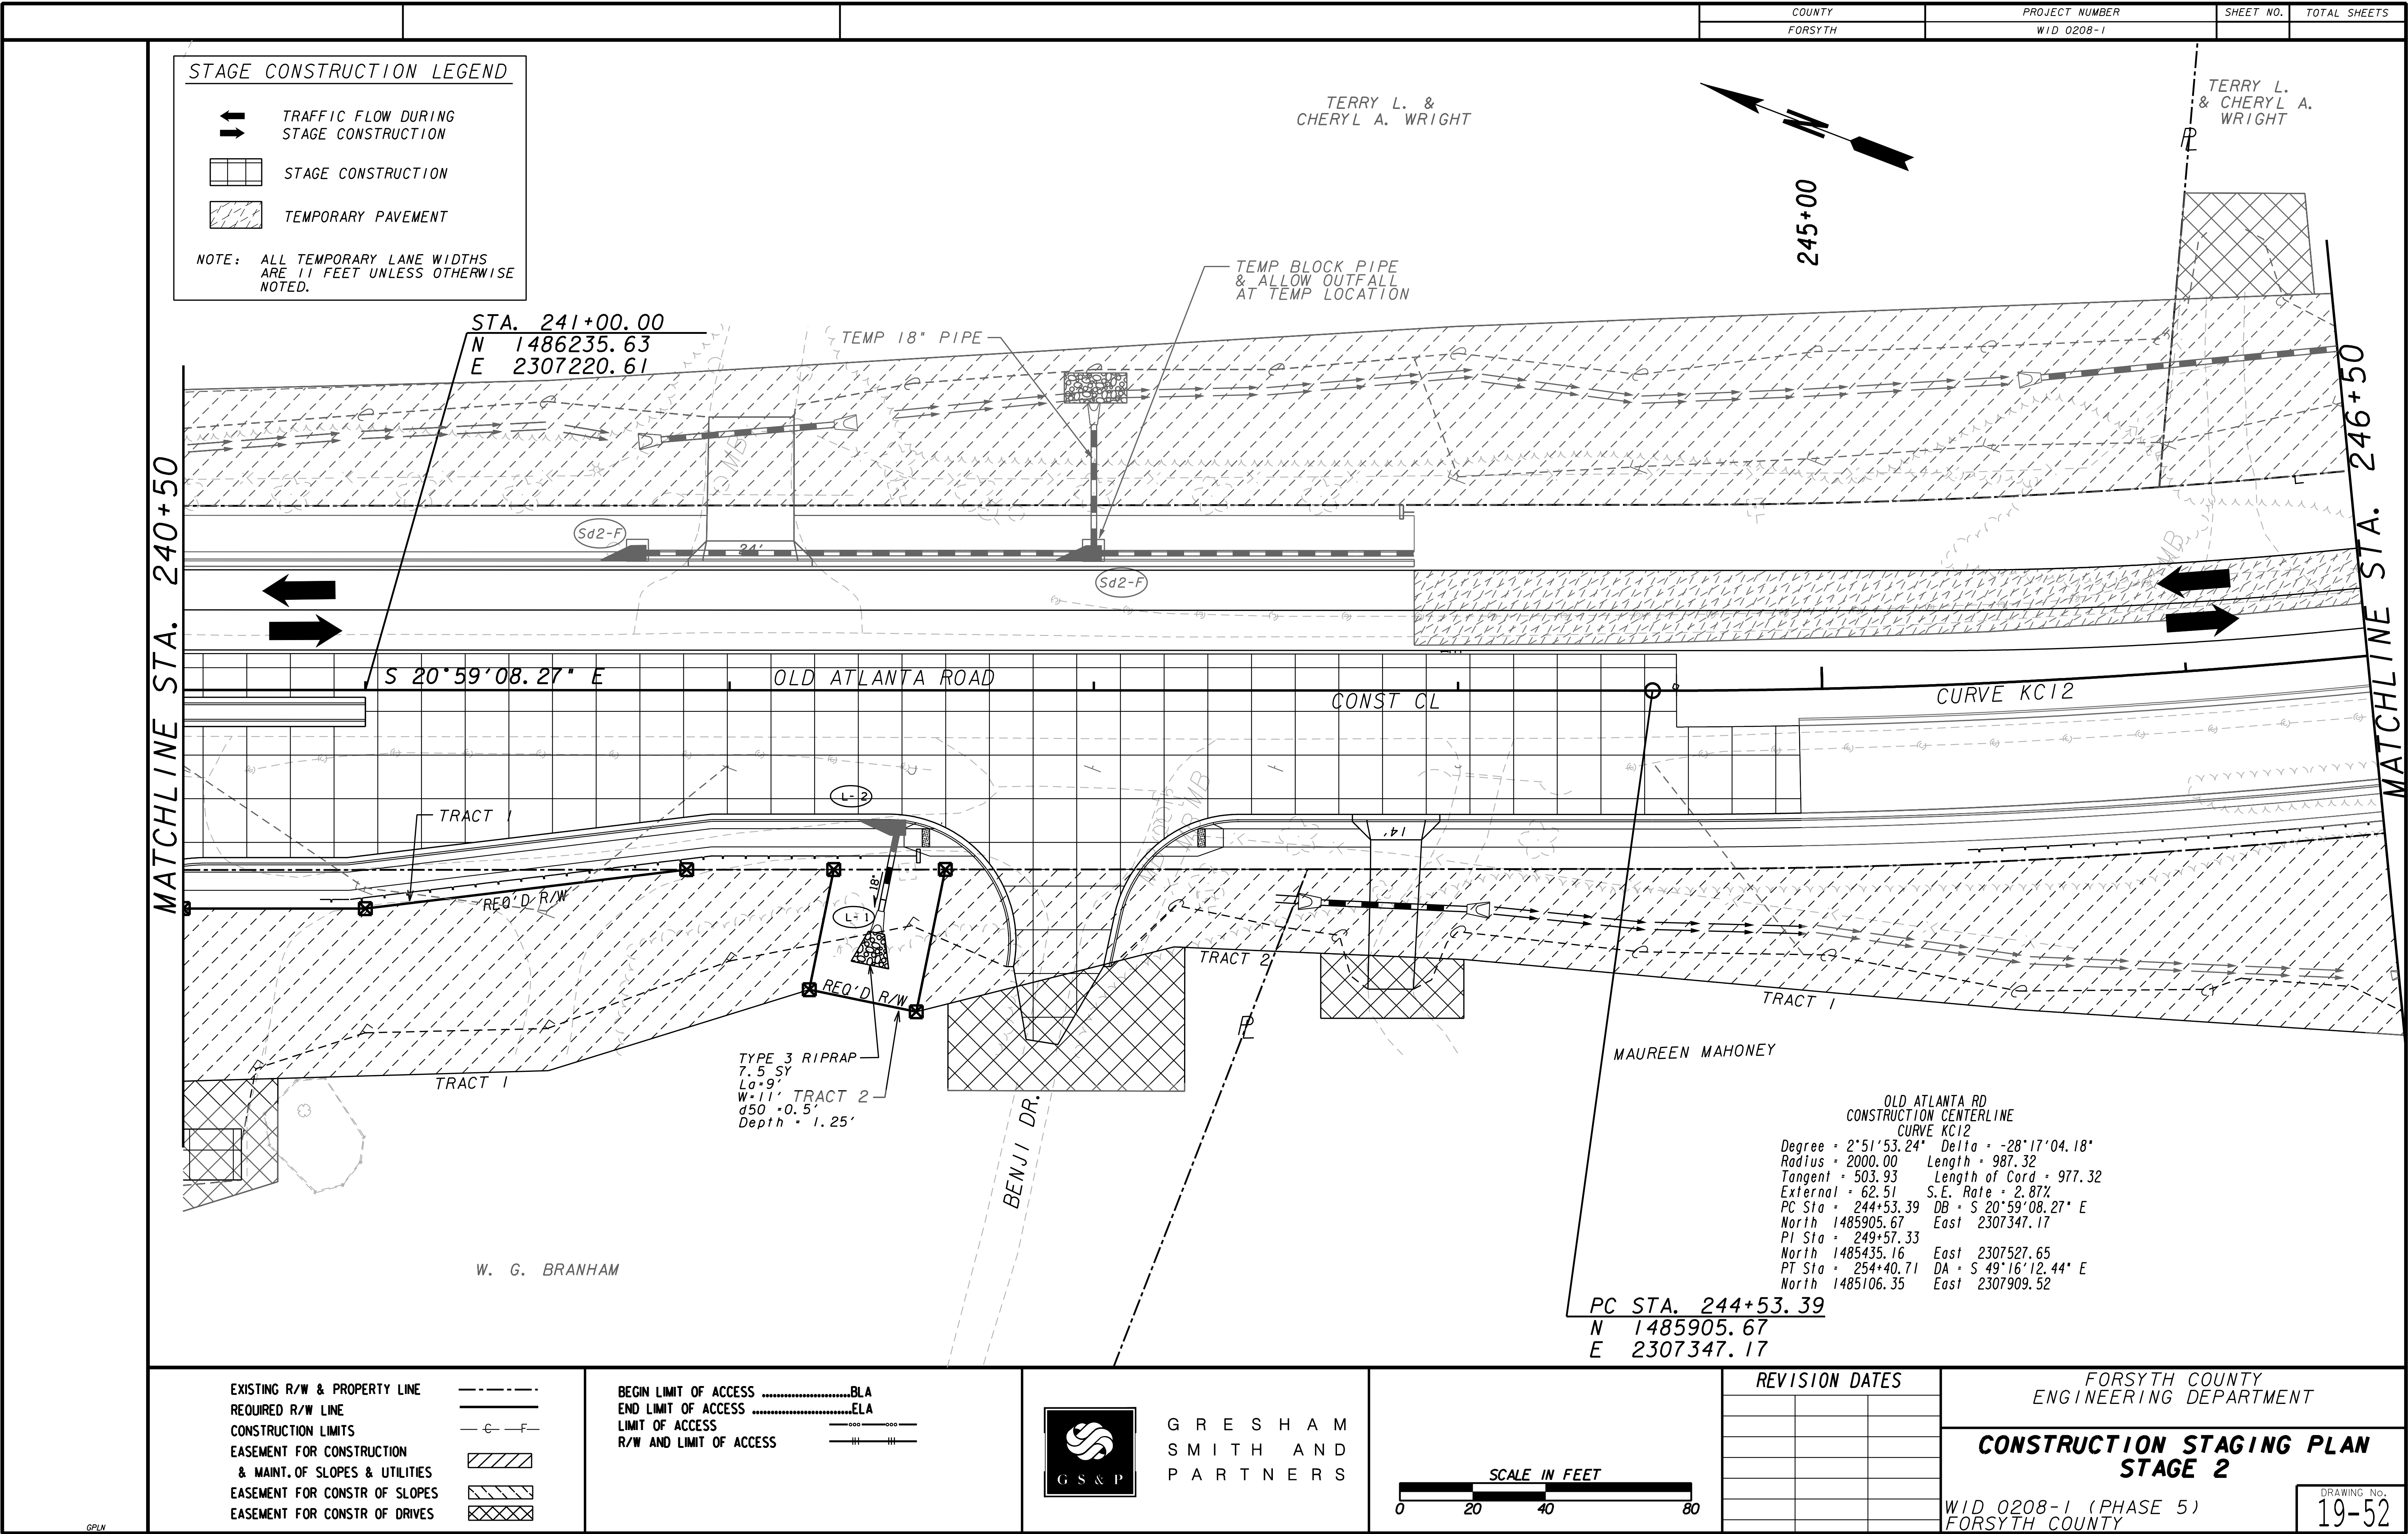 COUNTY
PROJECT NUMBER
SHEET NO.
TOTAL SHEETS
FORSYTH
WID 0208-1
STAGE CONSTRUCTION LEGEND
TRAFFIC FLOW DURING
STAGE CONSTRUCTION
STAGE CONSTRUCTION
TEMPORARY PAVEMENT
NOTE: ALL TEMPORARY LANE WIDTHS
ARE 11 FEET UNLESS OTHERWISE
NOTED.
TERRY L. &
CHERYL A. WRIGHT
N
TERRY L.
& CHERYL A.
WRIGHT
PL
245+00
TEMP BLOCK PIPE
& ALLOW OUTFALL
AT TEMP LOCATION
TEMP 18" PIPE
STA. 241+00.00
N 1486235.63
E 2307220.61
MATCHLINE STA. 240+50
MATCHLINE STA. 246+50
MB
MB
Sd2-F
24'
Sd2-F
S 20°59'08.27" E
OLD ATLANTA ROAD
CONST CL
CURVE KC12
TRACT 1
L-2
MB
14'
REQ'D R/W
18"
L-1
REQ'D R/W
TRACT 2
TRACT 1
TRACT 1
PL
TYPE 3 RIPRAP
7.5 SY
La=9'
W=11'
d50 =0.5'
Depth = 1.25'
TRACT 2
BENJI DR.
MAUREEN MAHONEY
W. G. BRANHAM
OLD ATLANTA RD
CONSTRUCTION CENTERLINE
CURVE KC12
Degree = 2°51'53.24" Delta = -28°17'04.18"
Radius = 2000.00 Length = 987.32
Tangent = 503.93 Length of Cord = 977.32
External = 62.51 S.E. Rate = 2.87%
PC Sta = 244+53.39 DB = S 20°59'08.27" E
North 1485905.67 East 2307347.17
PI Sta = 249+57.33
North 1485435.16 East 2307527.65
PT Sta = 254+40.71 DA = S 49°16'12.44" E
North 1485106.35 East 2307909.52
PC STA. 244+53.39
N 1485905.67
E 2307347.17
EXISTING R/W & PROPERTY LINE
REQUIRED R/W LINE
CONSTRUCTION LIMITS C F
EASEMENT FOR CONSTRUCTION
& MAINT. OF SLOPES & UTILITIES
EASEMENT FOR CONSTR OF SLOPES
EASEMENT FOR CONSTR OF DRIVES
BEGIN LIMIT OF ACCESS ..........................BLA
END LIMIT OF ACCESS .............................ELA
LIMIT OF ACCESS
R/W AND LIMIT OF ACCESS
GS&P
GRESHAM
SMITH AND
PARTNERS
SCALE IN FEET
0 20 40 80
REVISION DATES
FORSYTH COUNTY
ENGINEERING DEPARTMENT
CONSTRUCTION STAGING PLAN
STAGE 2
WID 0208-1 (PHASE 5)
FORSYTH COUNTY
DRAWING No.
19-52
GPLN